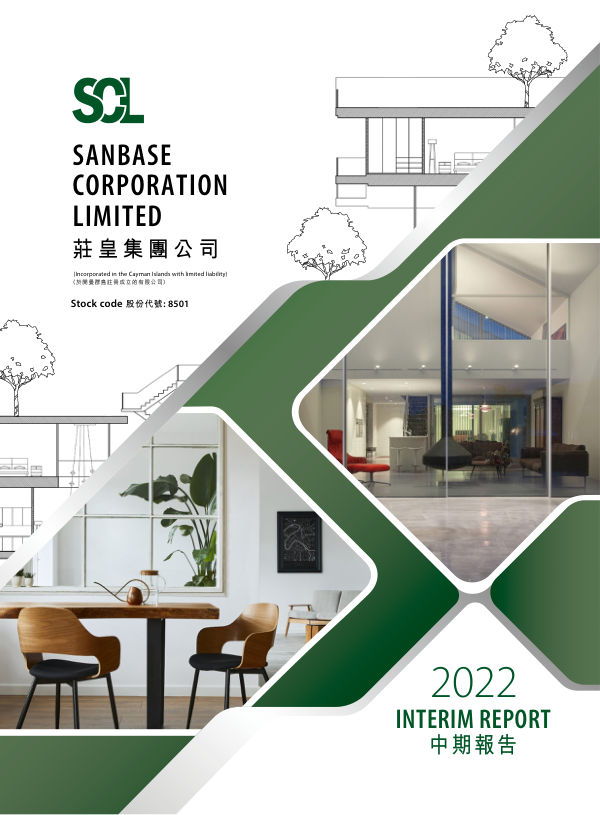 SCL
SANBASE
CORPORATION
LIMITED
莊皇集團公司
(Incorporated in the Cayman Islands with limited liability)
(於開曼群島註冊成立的有限公司)
Stock code 股份代號: 8501
2022
INTERIM REPORT
中期報告